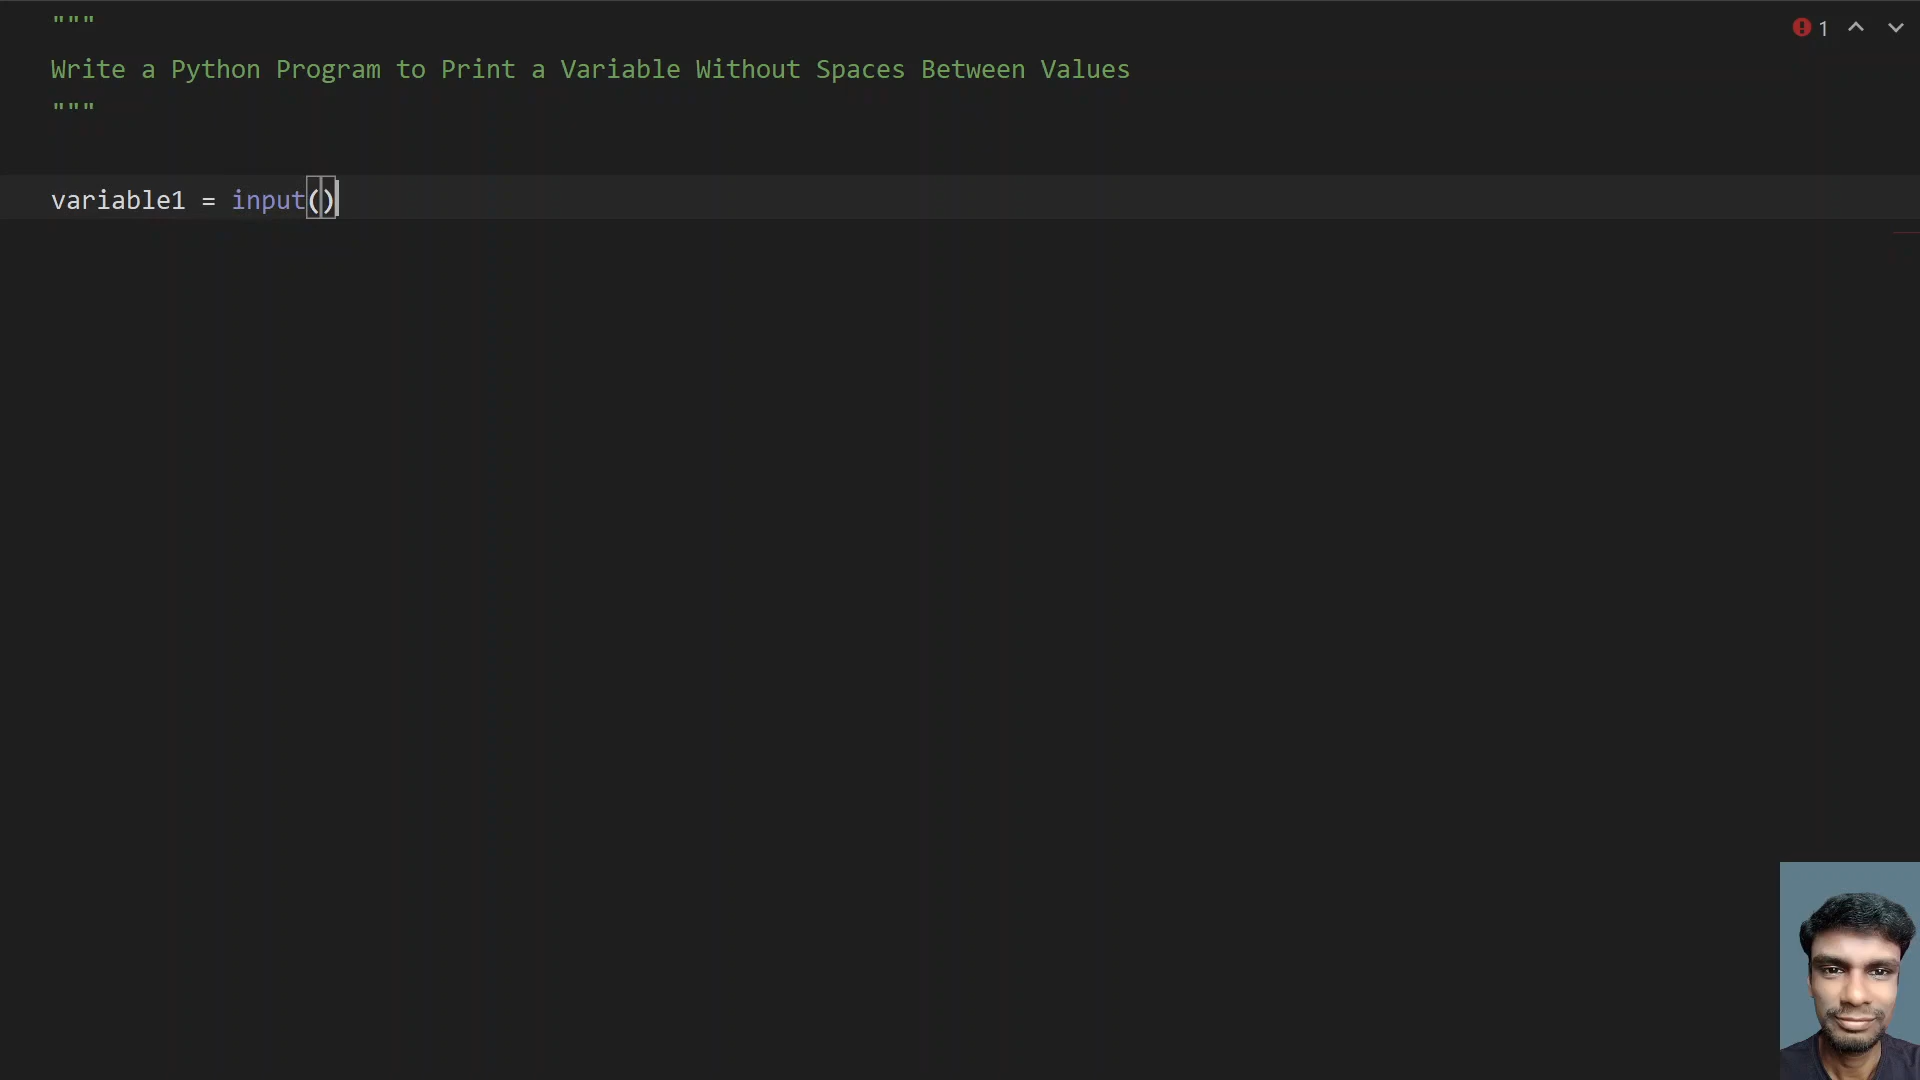 """
1
Write a Python Program to Print a Variable Without Spaces Between Values
"""
variable1 = input()